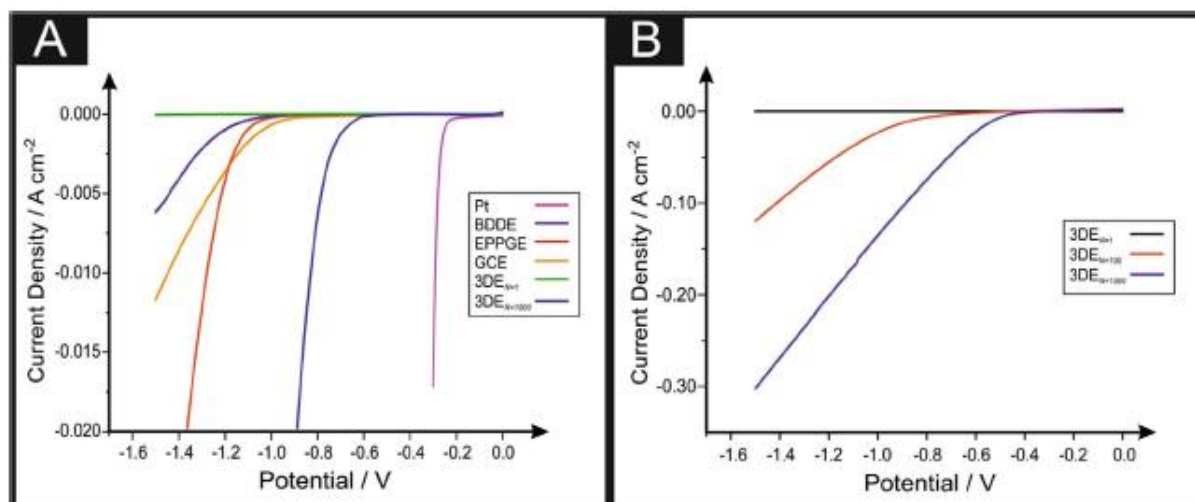 A
B
Current Density / A cm-2
0.000
-0.005
-0.010
-0.015
-0.020
-1.6 -1.4 -1.2 -1.0 -0.8 -0.6 -0.4 -0.2 0.0
Potential / V
Pt
BDDE
EPPGE
GCE
3DEN=1
3DEN=1000
Current Density / A cm-2
0.00
-0.10
-0.20
-0.30
-1.6 -1.4 -1.2 -1.0 -0.8 -0.6 -0.4 -0.2 0.0
Potential / V
3DEN=1
3DEN=100
3DEN=1000